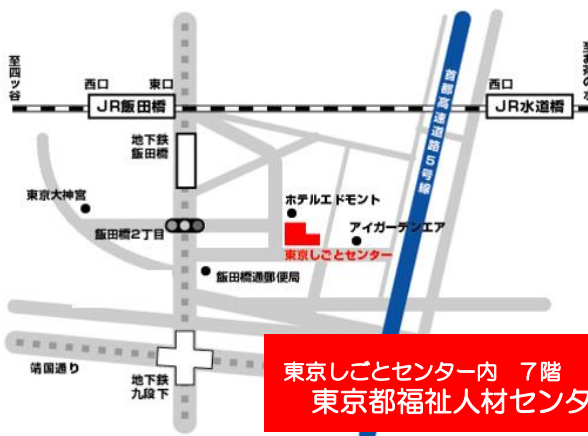 至四ッ谷
西口
東口
JR飯田橋
西口
JR水道橋
首都高速道路5号線
地下鉄
飯田橋
東京大神宮
飯田橋2丁目
ホテルエドモント
アイガーデンエア
東京しごとセンター
飯田橋通郵便局
靖国通り
地下鉄
九段下
東京しごとセンター内 7階
東京都福祉人材センタ